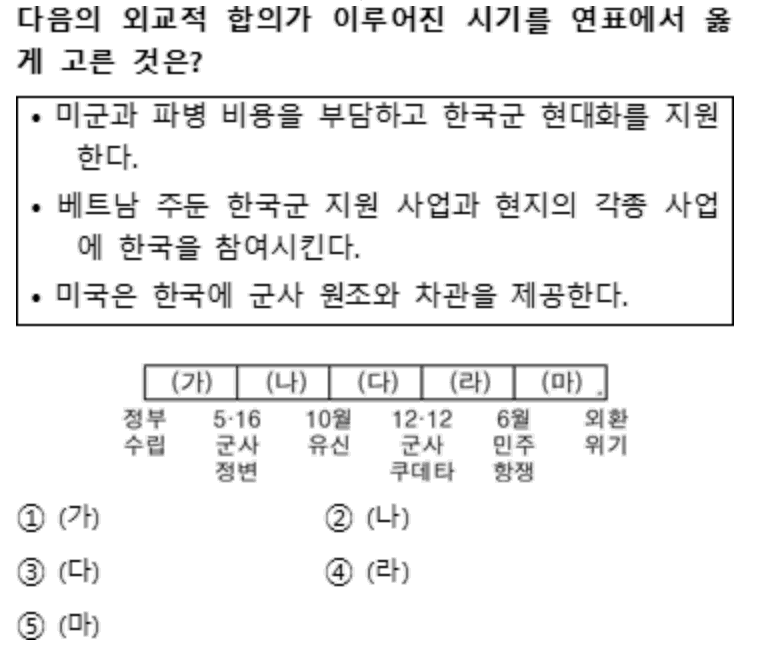 다음의 외교적 합의가 이루어진 시기를 연표에서 옳
게 고른 것은?
• 미군과 파병 비용을 부담하고 한국군 현대화를 지원
한다.
• 베트남 주둔 한국군 지원 사업과 현지의 각종 사업
에 한국을 참여시킨다.
• 미국은 한국에 군사 원조와 차관을 제공한다.
(가) (나) (다) (라) (마)
정부 5·16 10월 12·12 6월 외환
수립 군사 유신 군사 민주 위기
정변 쿠데타 항쟁
① (가) ② (나)
③ (다) ④ (라)
⑤ (마)